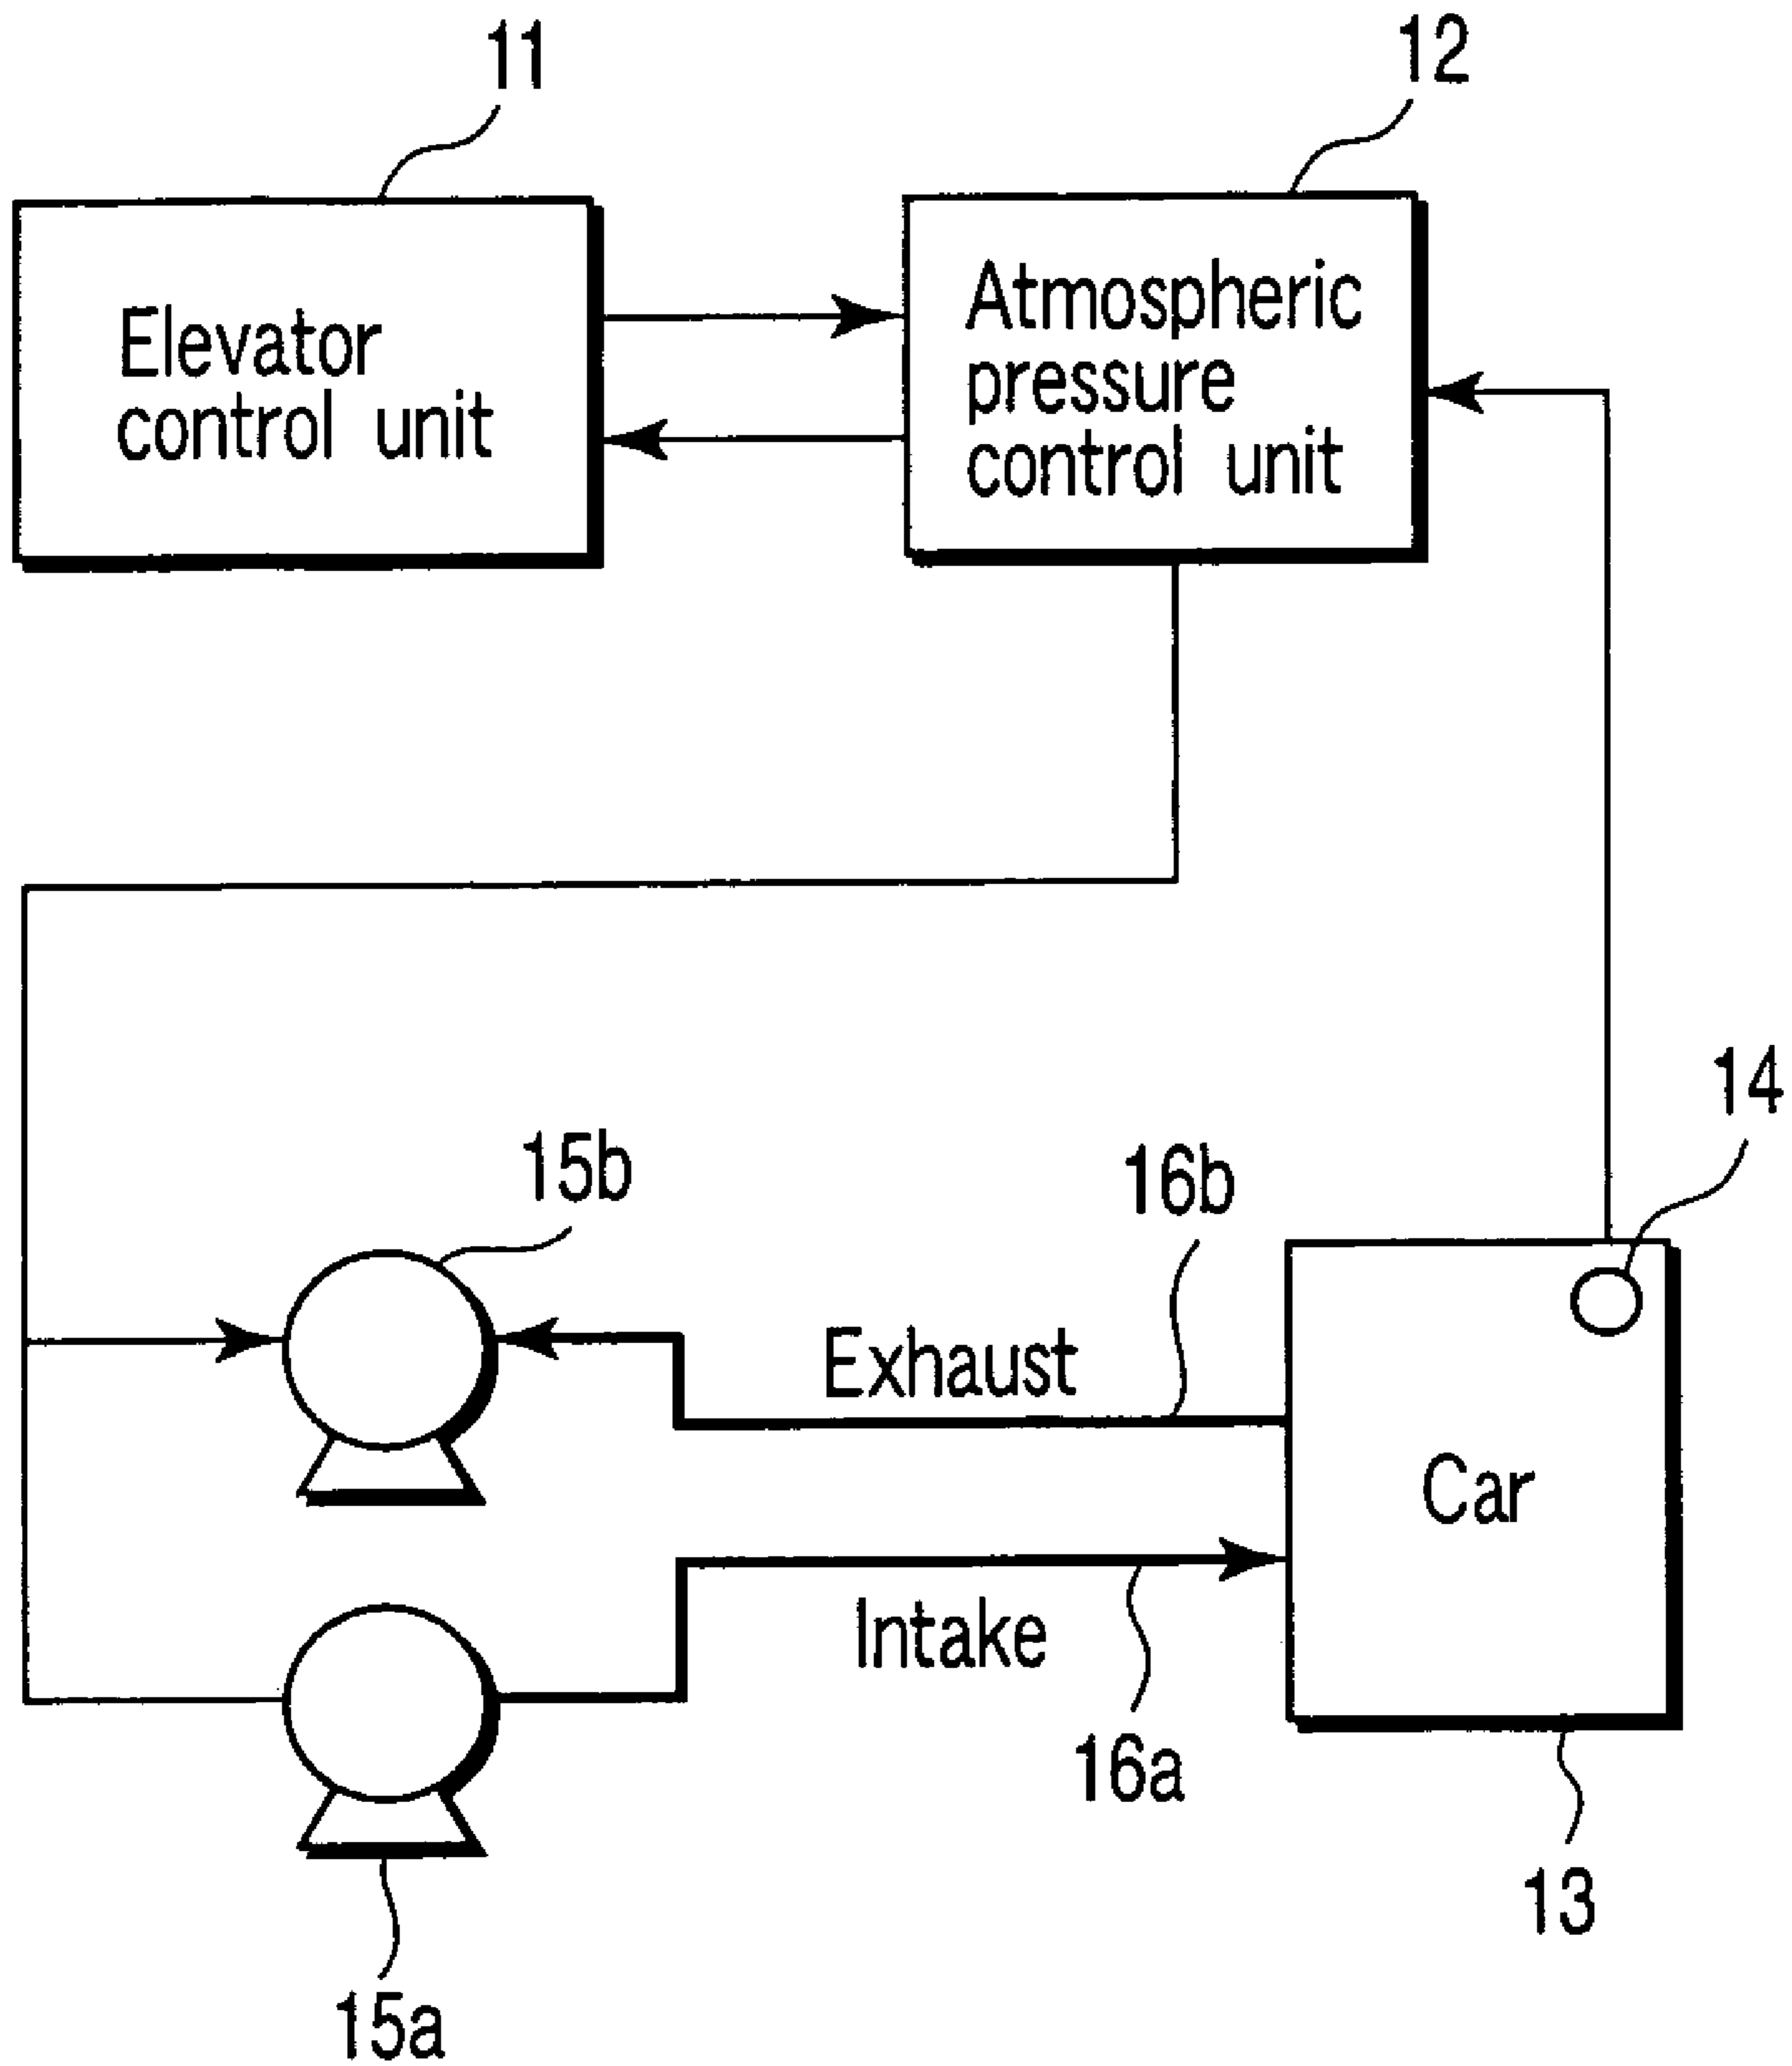 11
12
Elevator
control unit
Atmospheric
pressure
control unit
14
15b
16b
Exhaust
Car
Intake
16a
13
15a